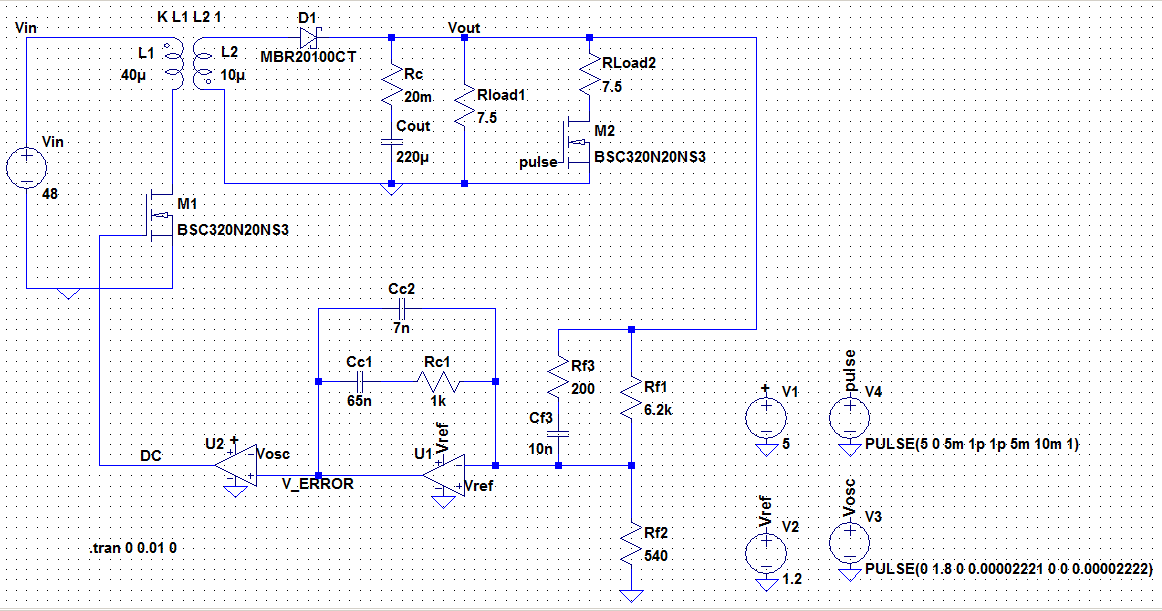 K L1 L2 1
D1
Vin
Vout
L1
L2
40µ
10µ
MBR20100CT
Rc
20m
Rload1
7.5
RLoad2
7.5
Cout
220µ
M2
BSC320N20NS3
pulse
Vin
48
M1
BSC320N20NS3
Cc2
7n
Cc1
65n
Rc1
1k
Rf3
200
Rf1
6.2k
Cf3
10n
U2
+
Vosc
DC
V_ERROR
U1
Vref
Vref
Rf2
540
+
V1
5
pulse
V4
PULSE(5 0 5m 1p 1p 5m 10m 1)
Vref
V2
1.2
Vosc
V3
PULSE(0 1.8 0 0.00002221 0 0 0.00002222)
.tran 0 0.01 0